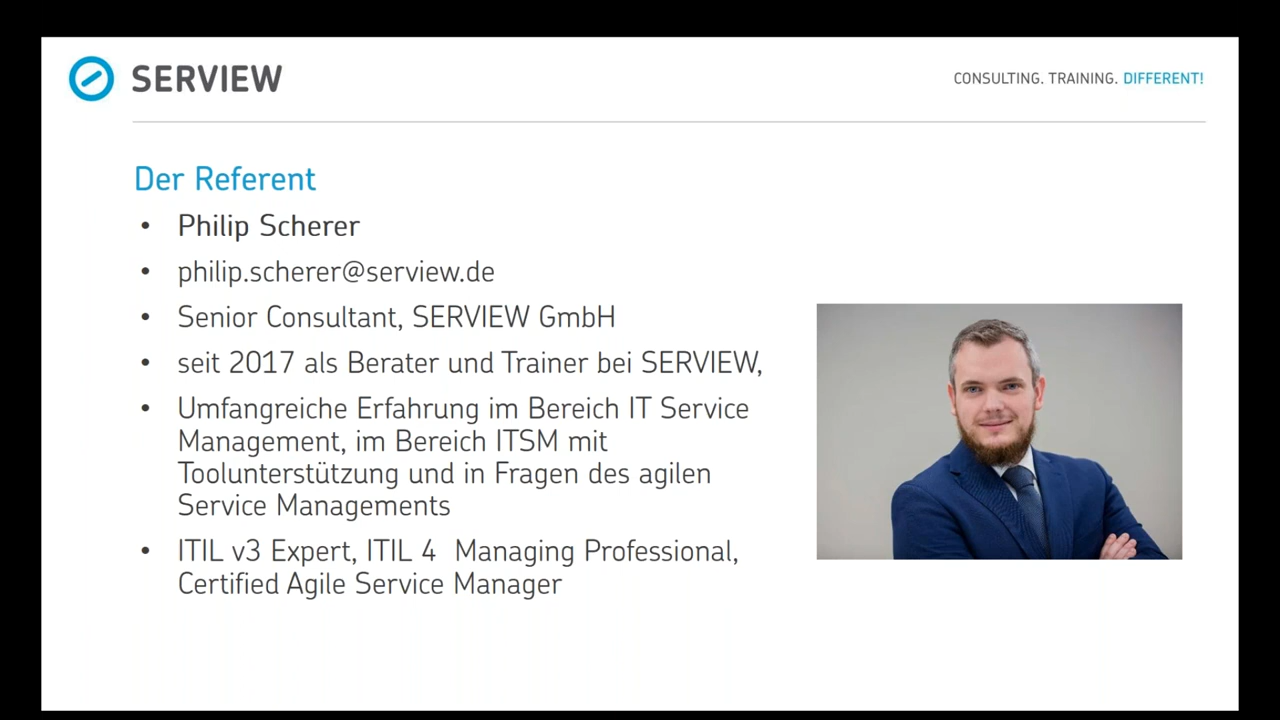 SERVIEW
CONSULTING. TRAINING. DIFFERENT!
Der Referent
• Philip Scherer
• philip.scherer@serview.de
• Senior Consultant, SERVIEW GmbH
• seit 2017 als Berater und Trainer bei SERVIEW,
• Umfangreiche Erfahrung im Bereich IT Service
Management, im Bereich ITSM mit
Toolunterstützung und in Fragen des agilen
Service Managements
• ITIL v3 Expert, ITIL 4  Managing Professional,
Certified Agile Service Manager